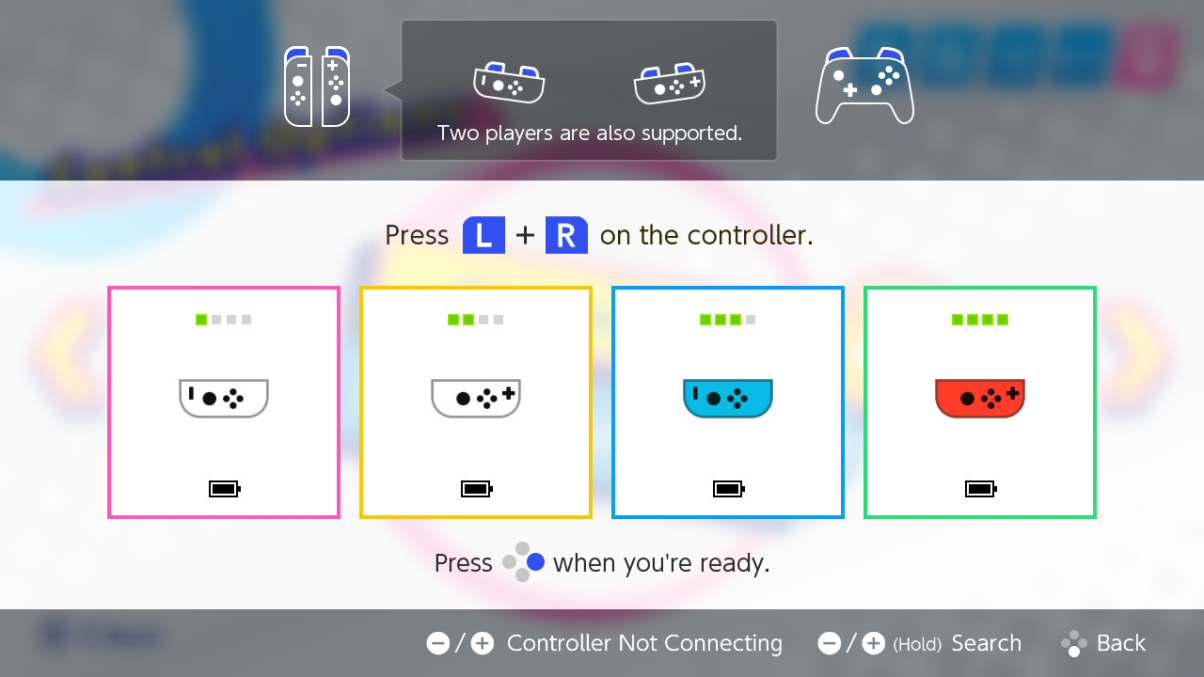 Two players are also supported.
Press L + R on the controller.
Press when you're ready.
−/+ Controller Not Connecting −/+ (Hold) Search Back